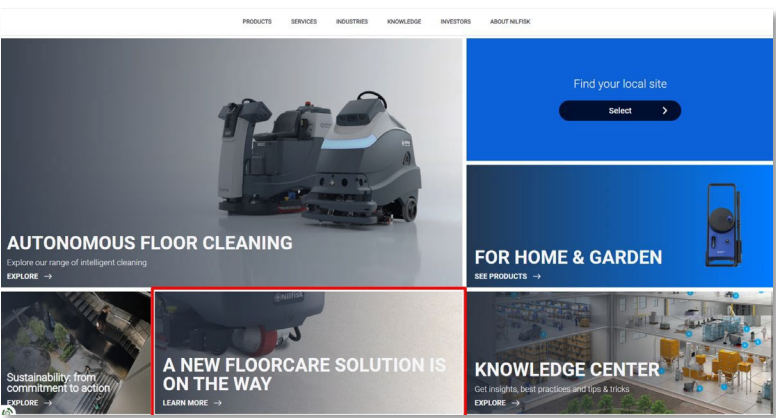 PRODUCTS SERVICES INDUSTRIES KNOWLEDGE INVESTORS ABOUT NILFISK
AUTONOMOUS FLOOR CLEANING
Explore our range of intelligent cleaning
EXPLORE →
Find your local site
Select >
FOR HOME & GARDEN
SEE PRODUCTS →
Sustainability: from
commitment to action
EXPLORE →
Nilfisk
A NEW FLOORCARE SOLUTION IS
ON THE WAY
LEARN MORE →
KNOWLEDGE CENTER
Get insights, best practices and tips & tricks
EXPLORE →